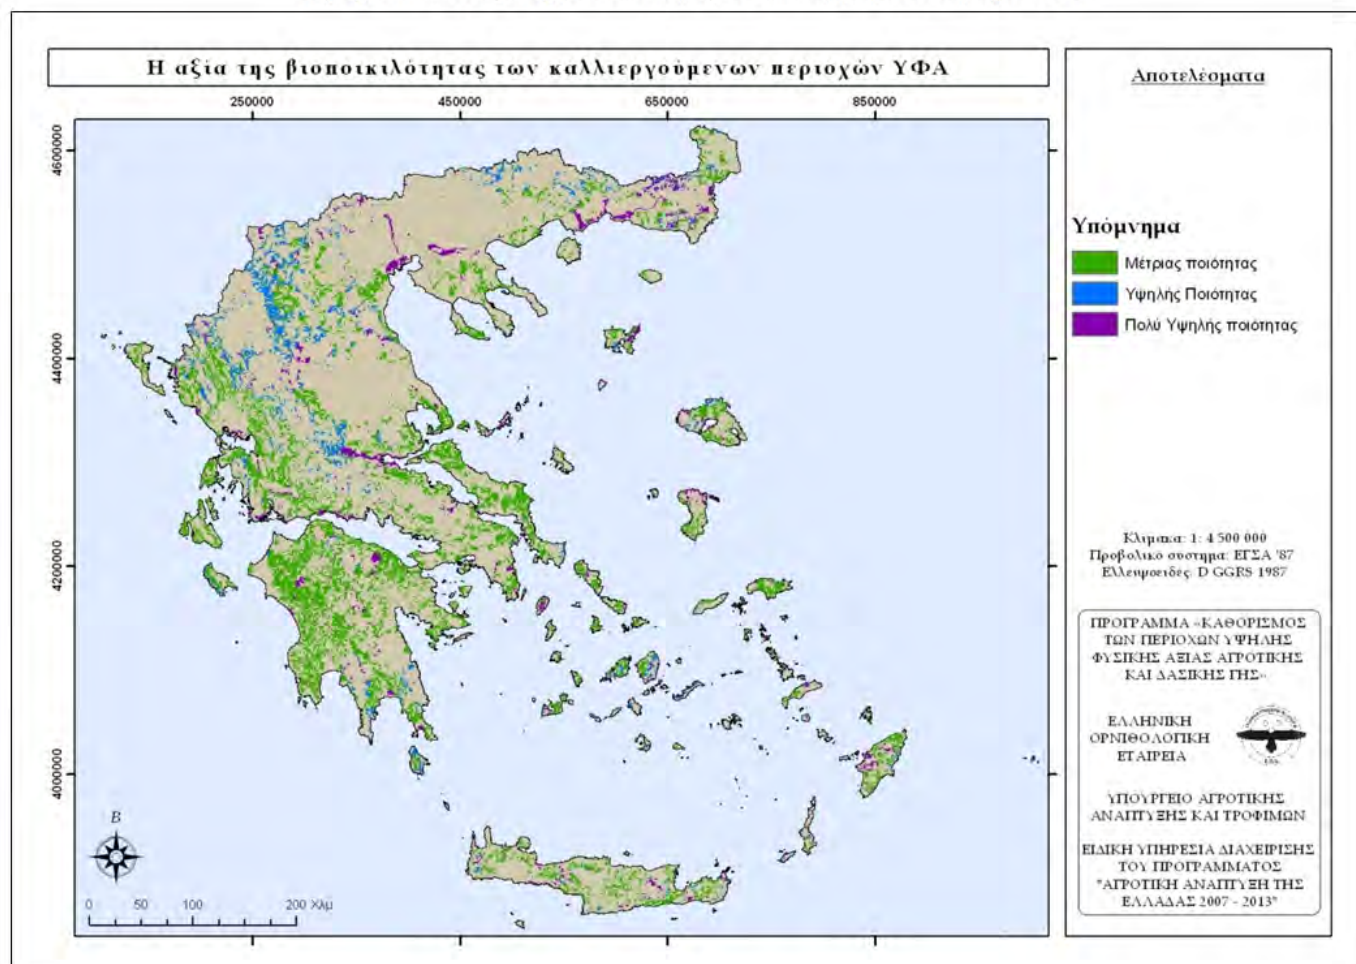 Η αξία της βιοποικιλότητας των καλλιεργούμενων περιοχών ΥΦΑ
250000 450000 650000 850000
4600000
4400000
4200000
4000000
Β
0 50 100 200 Χλμ
Αποτελέσματα
Υπόμνημα
Μέτριας ποιότητας
Υψηλής Ποιότητας
Πολύ Υψηλής ποιότητας
Κλίμακα: 1: 4 500 000
Προβολικό σύστημα: ΕΓΣΑ '87
Ελλειψοειδές: D GGRS 1987
ΠΡΟΓΡΑΜΜΑ «ΚΑΘΟΡΙΣΜΟΣ
ΤΩΝ ΠΕΡΙΟΧΩΝ ΥΨΗΛΗΣ
ΦΥΣΙΚΗΣ ΑΞΙΑΣ ΑΓΡΟΤΙΚΗΣ
ΚΑΙ ΔΑΣΙΚΗΣ ΓΗΣ»
ΕΛΛΗΝΙΚΗ
ΟΡΝΙΘΟΛΟΓΙΚΗ
ΕΤΑΙΡΕΙΑ
ΥΠΟΥΡΓΕΙΟ ΑΓΡΟΤΙΚΗΣ
ΑΝΑΠΤΥΞΗΣ ΚΑΙ ΤΡΟΦΙΜΩΝ
ΕΙΔΙΚΗ ΥΠΗΡΕΣΙΑ ΔΙΑΧΕΙΡΙΣΗΣ
ΤΟΥ ΠΡΟΓΡΑΜΜΑΤΟΣ
"ΑΓΡΟΤΙΚΗ ΑΝΑΠΤΥΞΗ ΤΗΣ
ΕΛΛΑΔΑΣ 2007 - 2013"